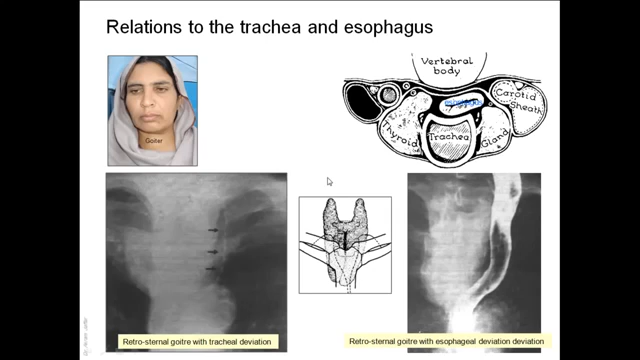 Relations to the trachea and esophagus
Goiter
Vertebral
body
Carotid
Sheath
Thyroid
Trachea
Gland
Retro-sternal goitre with tracheal deviation
Retro-sternal goitre with esophageal deviation deviation